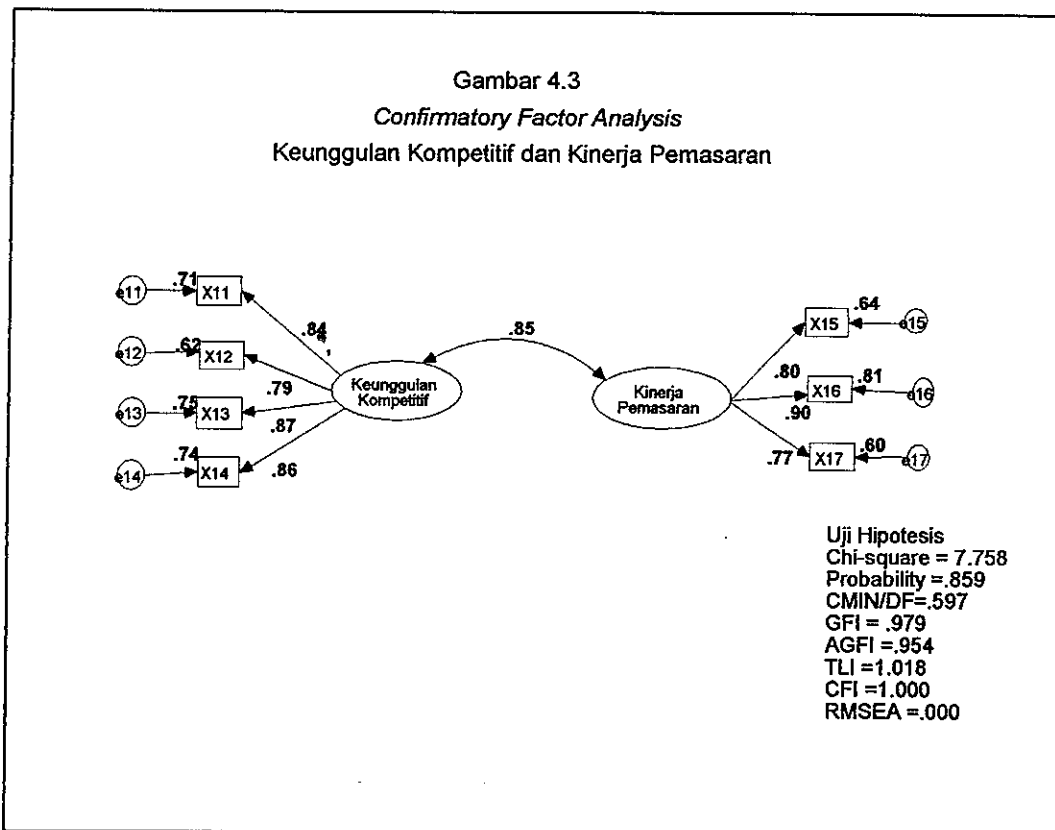 Gambar 4.3
Confirmatory Factor Analysis
Keunggulan Kompetitif dan Kinerja Pemasaran
e11 .71 X11
.84
e12 .62 X12
.79
e13 .75 X13
.87
e14 .74 X14
.86
Keunggulan
Kompetitif
.85
Kinerja
Pemasaran
.64
X15 e15
.80
.81
X16 e16
.90
.60
.77 X17 e17
Uji Hipotesis
Chi-square = 7.758
Probability =.859
CMIN/DF=.597
GFI = .979
AGFI =.954
TLI =1.018
CFI =1.000
RMSEA =.000